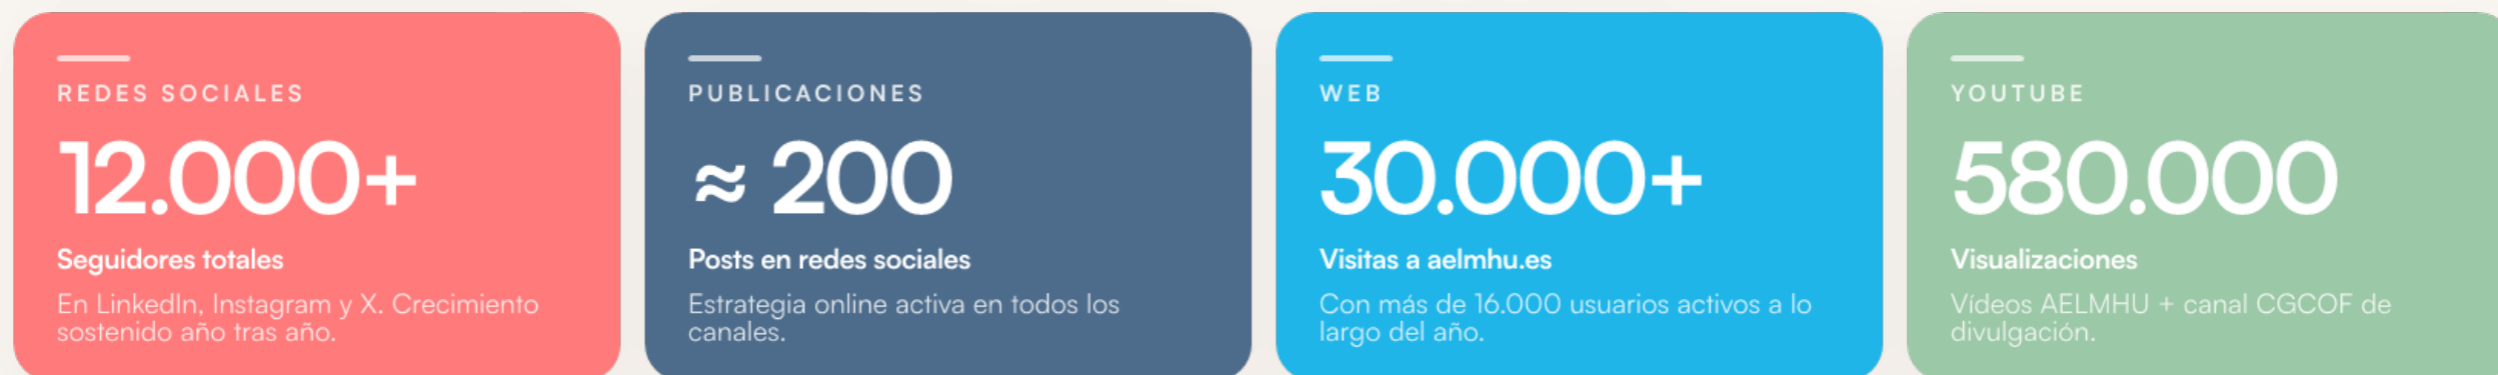 REDES SOCIALES
12.000+
Seguidores totales
En LinkedIn, Instagram y X. Crecimiento
sostenido año tras año.
PUBLICACIONES
≈ 200
Posts en redes sociales
Estrategia online activa en todos los
canales.
WEB
30.000+
Visitas a aelmhu.es
Con más de 16.000 usuarios activos a lo
largo del año.
YOUTUBE
580.000
Visualizaciones
Vídeos AELMHU + canal CGCOF de
divulgación.